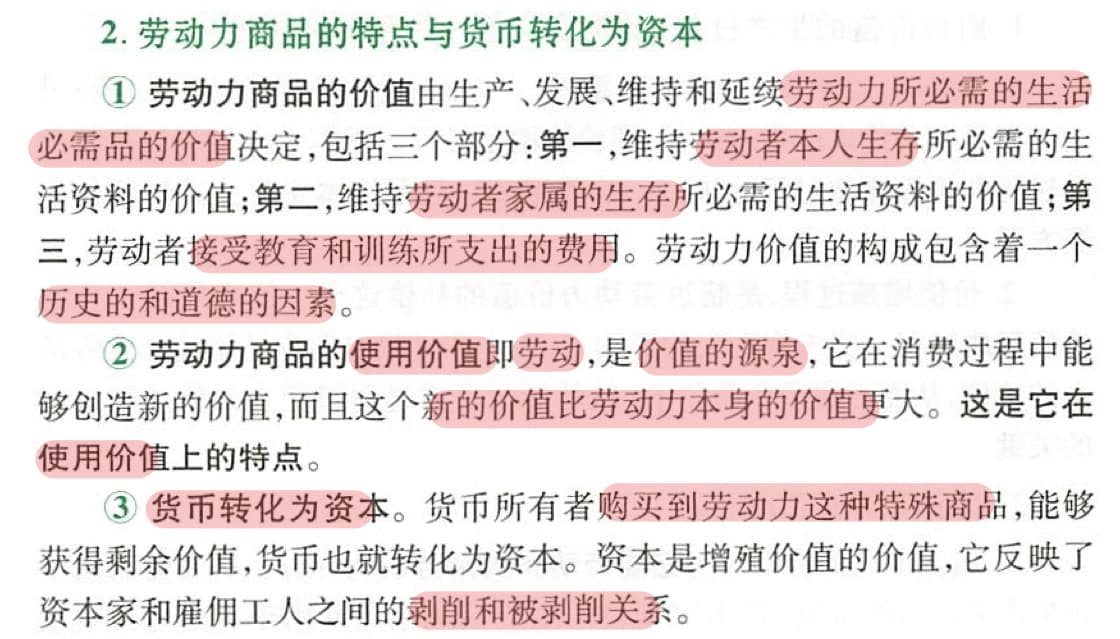 2. 劳动力商品的特点与货币转化为资本
① 劳动力商品的价值由生产、发展、维持和延续劳动力所必需的生活
必需品的价值决定,包括三个部分:第一,维持劳动者本人生存所必需的生
活资料的价值;第二,维持劳动者家属的生存所必需的生活资料的价值;第
三,劳动者接受教育和训练所支出的费用。劳动力价值的构成包含着一个
历史的和道德的因素。
② 劳动力商品的使用价值即劳动,是价值的源泉,它在消费过程中能
够创造新的价值,而且这个新的价值比劳动力本身的价值更大。这是它在
使用价值上的特点。
③ 货币转化为资本。货币所有者购买到劳动力这种特殊商品,能够
获得剩余价值,货币也就转化为资本。资本是增殖价值的价值,它反映了
资本家和雇佣工人之间的剥削和被剥削关系。